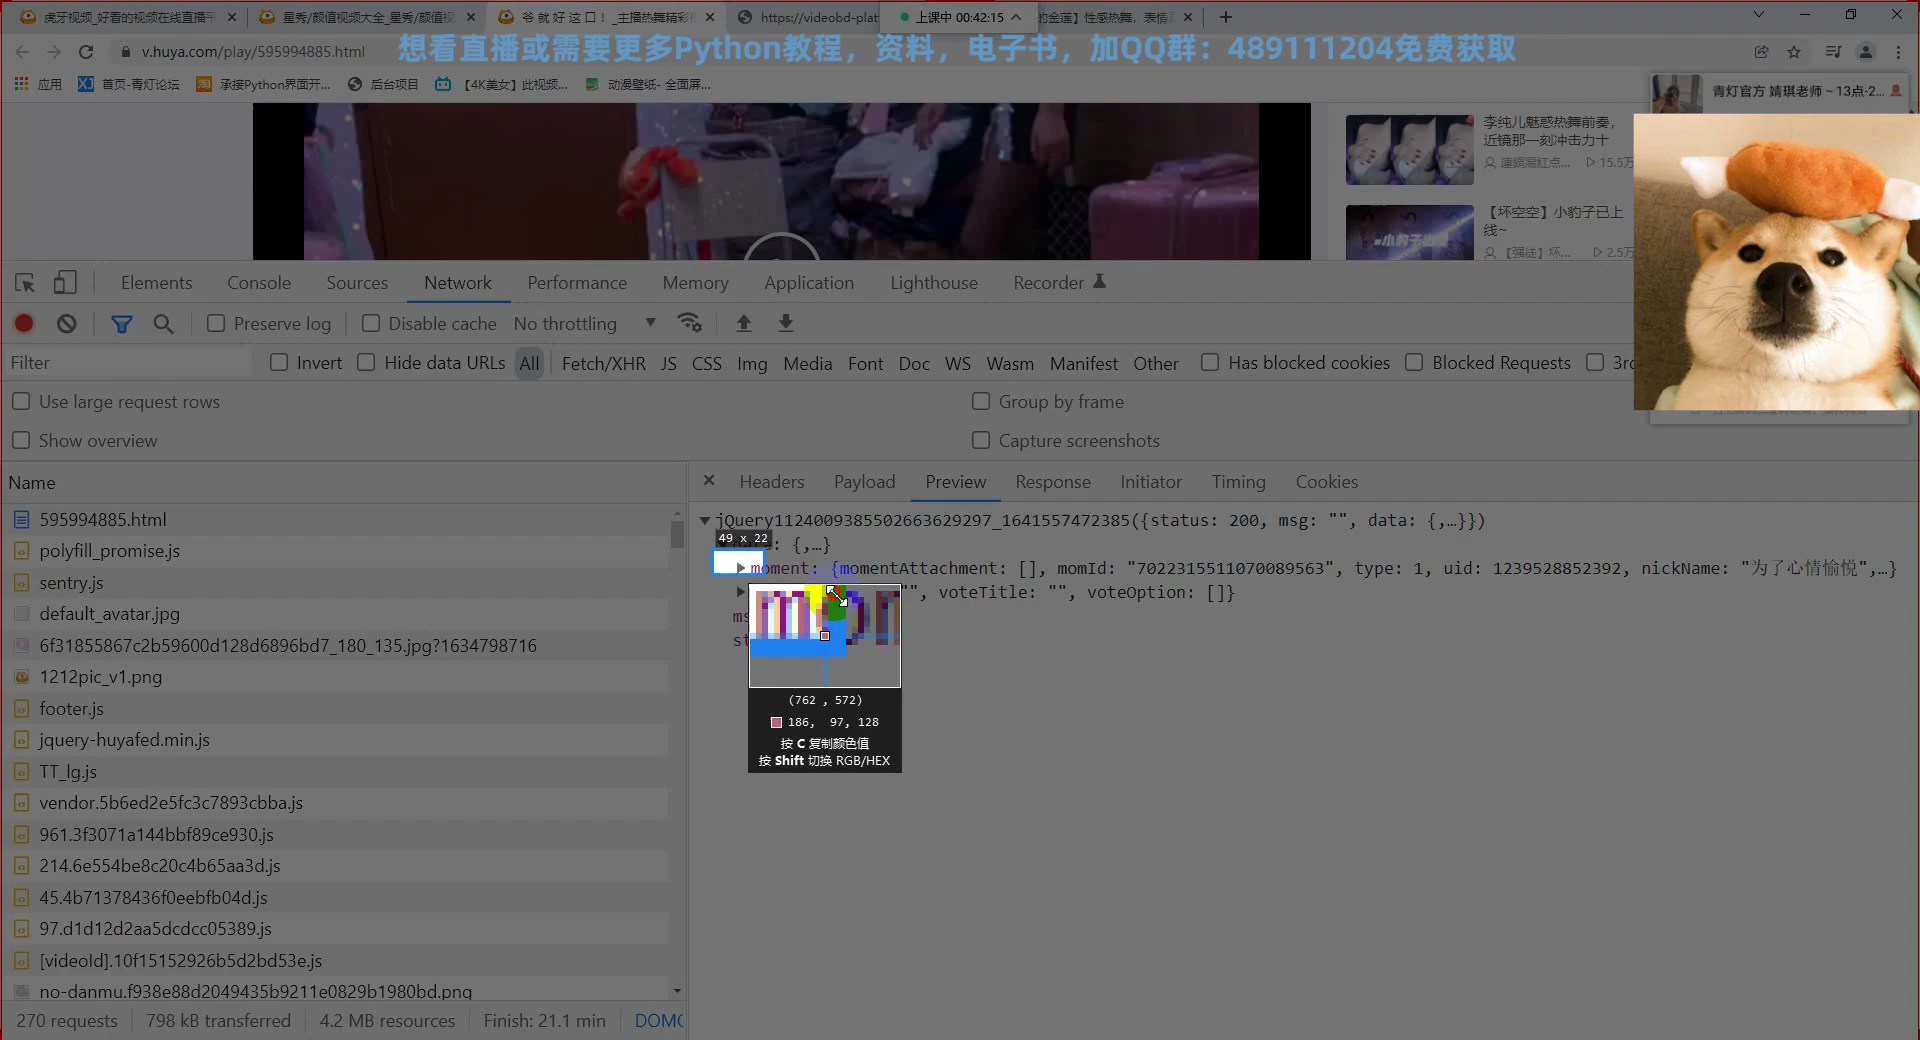 虎牙视频_好看的视频在线直播平
星秀/颜值视频大全_星秀/颜值视
爷 就 好 这 口 ！_主播热舞精彩
https://videobd-plat
上课中 00:42:15
的金莲】性感热舞，表情
v.huya.com/play/595994885.html
想看直播或需要更多Python教程，资料，电子书，加QQ群：489111204免费获取
应用
首页-青灯论坛
承接Python界面开...
后台项目
【4K美女】此视频...
动漫壁纸- 全面屏...
青灯官方 婧琪老师 ~ 13点-2...
李纯儿魅惑热舞前奏，
近镜那一刻冲击力十
15.5万
【坏空空】小豹子已上
线~
【强徒】坏...
2.5万
Elements
Console
Sources
Network
Performance
Memory
Application
Lighthouse
Recorder
Preserve log
Disable cache
No throttling
Filter
Invert
Hide data URLs
All
Fetch/XHR
JS
CSS
Img
Media
Font
Doc
WS
Wasm
Manifest
Other
Has blocked cookies
Blocked Requests
3rd
Use large request rows
Group by frame
Show overview
Capture screenshots
Name
Headers
Payload
Preview
Response
Initiator
Timing
Cookies
595994885.html
polyfill_promise.js
sentry.js
default_avatar.jpg
6f31855867c2b59600d128d6896bd7_180_135.jpg?1634798716
1212pic_v1.png
footer.js
jquery-huyafed.min.js
TT_lg.js
vendor.5b6ed2e5fc3c7893cbba.js
961.3f3071a144bbf89ce930.js
214.6e554be8c20c4b65aa3d.js
45.4b71378436f0eebfb04d.js
97.d1d12d2aa5dcdcc05389.js
[videoId].10f15152926b5d2bd53e.js
no-danmu.f938e88d2049435b9211e0829b1980bd.png
jQuery1124009385502663629297_1641557472385({status: 200, msg: "", data: {,…}})
49 x 22
{,…}
moment: {momentAttachment: [], momId: "7022315511070089563", type: 1, uid: 1239528852392, nickName: "为了心情愉悦",…}
"", voteTitle: "", voteOption: []}
ms
st
(762 , 572)
186, 97, 128
按 C 复制颜色值
按 Shift 切换 RGB/HEX
270 requests
798 kB transferred
4.2 MB resources
Finish: 21.1 min
DOMC